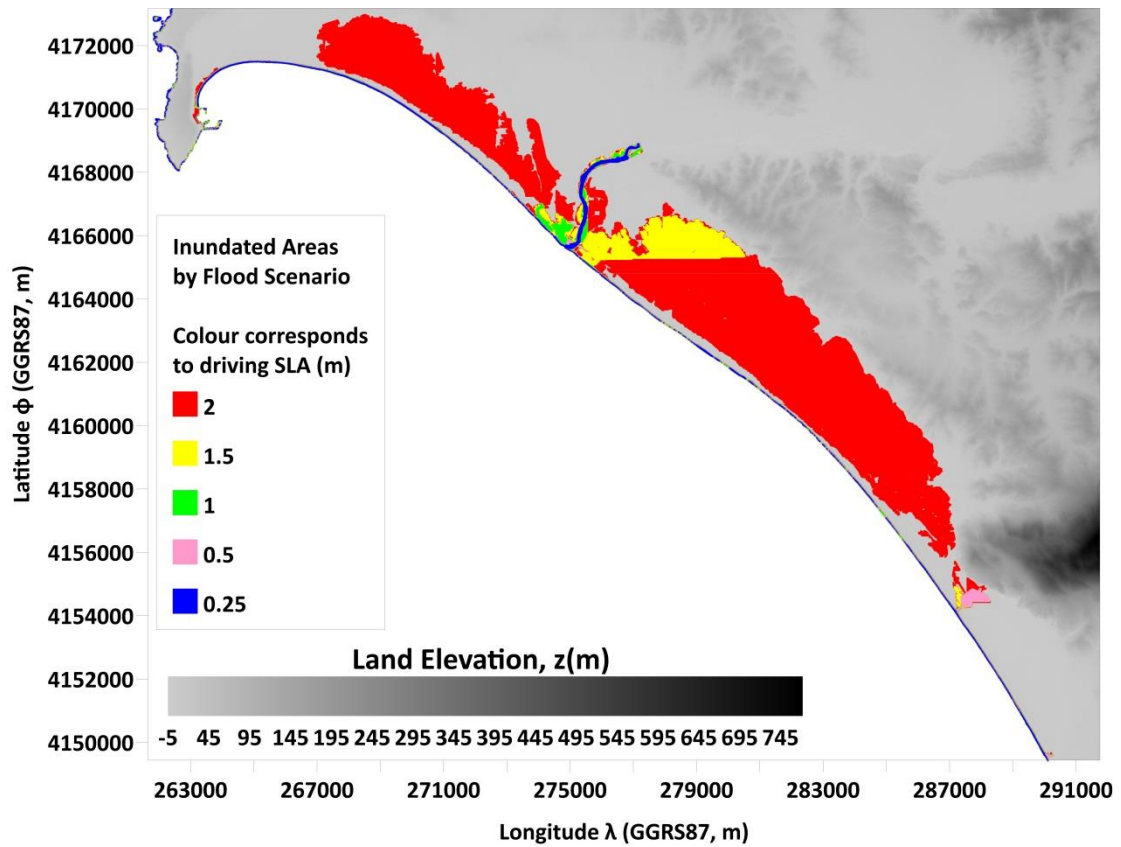 4172000
4170000
4168000
4166000
4164000
4162000
4160000
4158000
4156000
4154000
4152000
4150000
Latitude ϕ (GGRS87, m)
Inundated Areas
by Flood Scenario
Colour corresponds
to driving SLA (m)
2
1.5
1
0.5
0.25
Land Elevation, z(m)
-5 45 95 145 195 245 295 345 395 445 495 545 595 645 695 745
263000 267000 271000 275000 279000 283000 287000 291000
Longitude λ (GGRS87, m)